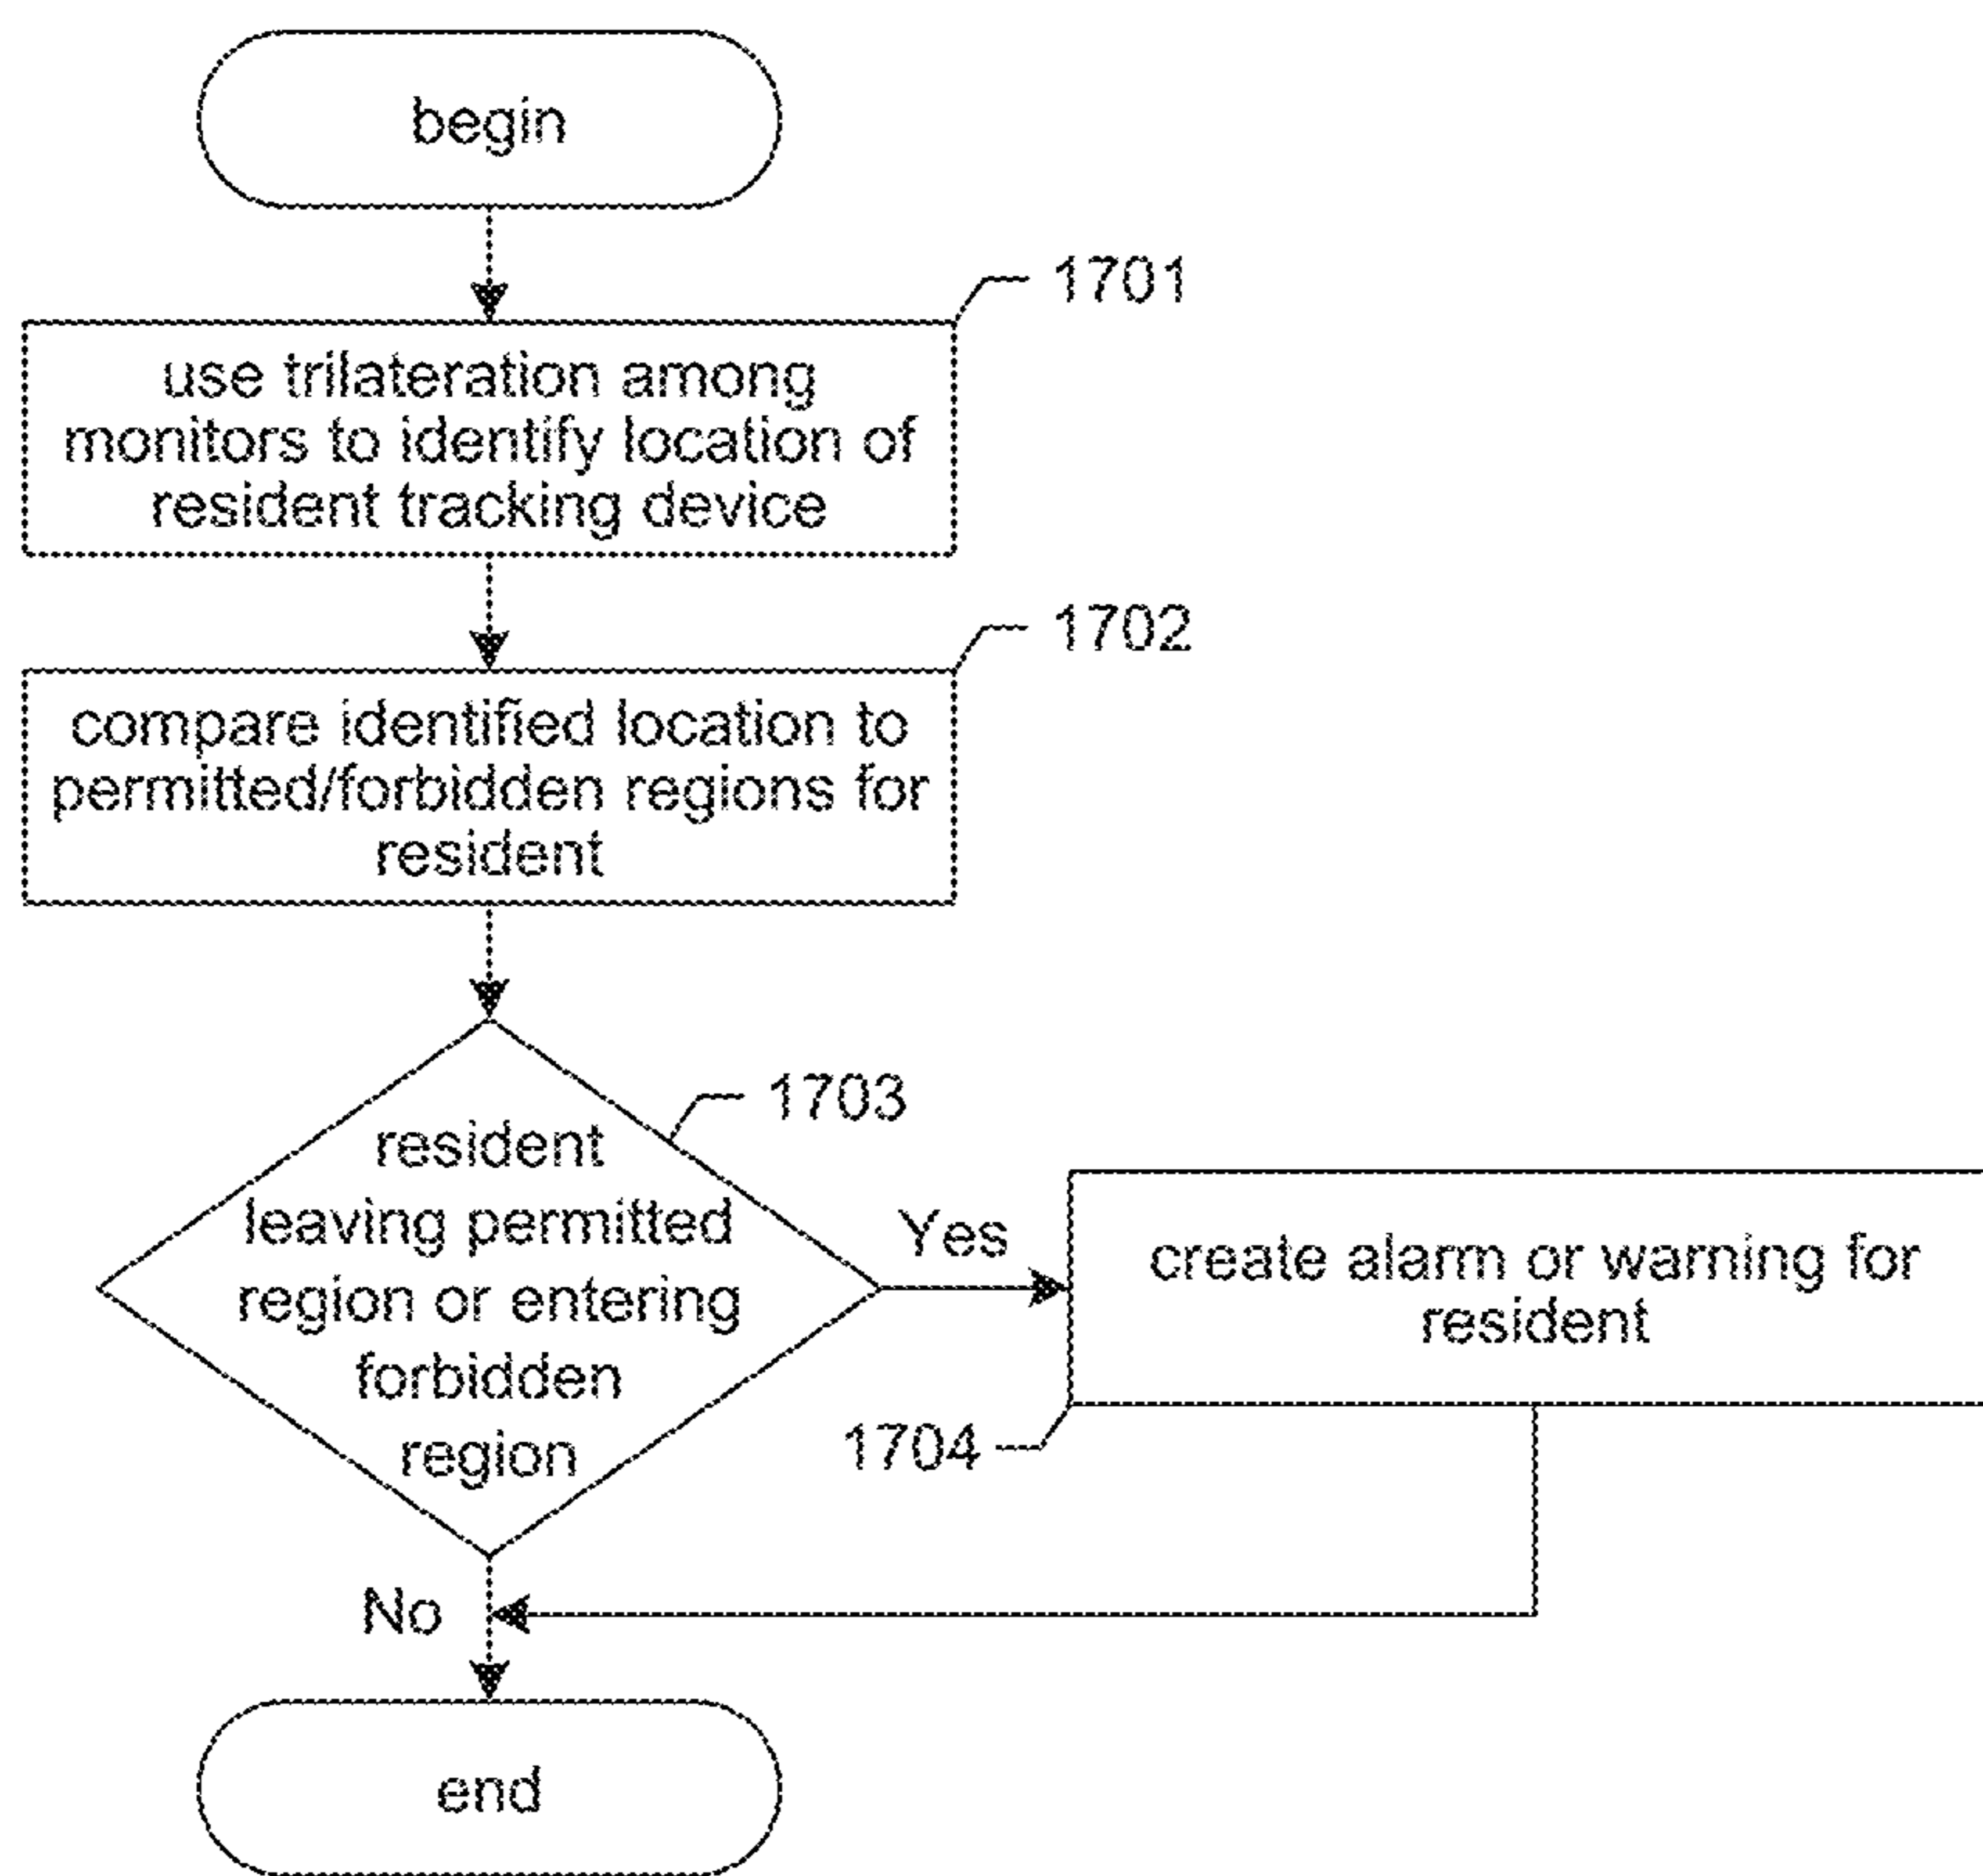 begin
1701
use trilateration among
monitors to identify location of
resident tracking device
1702
compare identified location to
permitted/forbidden regions for
resident
1703
resident
leaving permitted
region or entering
forbidden
region
Yes
create alarm or warning for
resident
1704
No
end